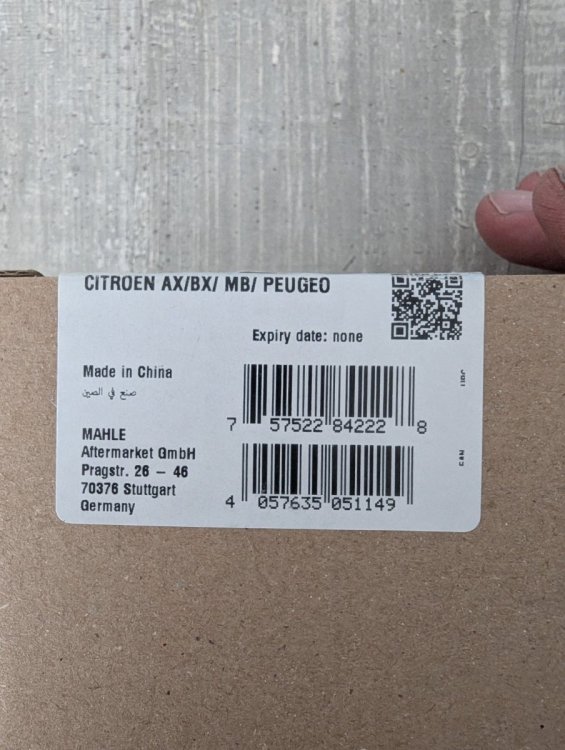 CITROEN AX/BX/ MB/ PEUGEO
Expiry date: none
Made in China
صنع في الصين
MAHLE
Aftermarket GmbH
Pragstr. 26 – 46
70376 Stuttgart
Germany
7 57522 84222 8
4 057635 051149